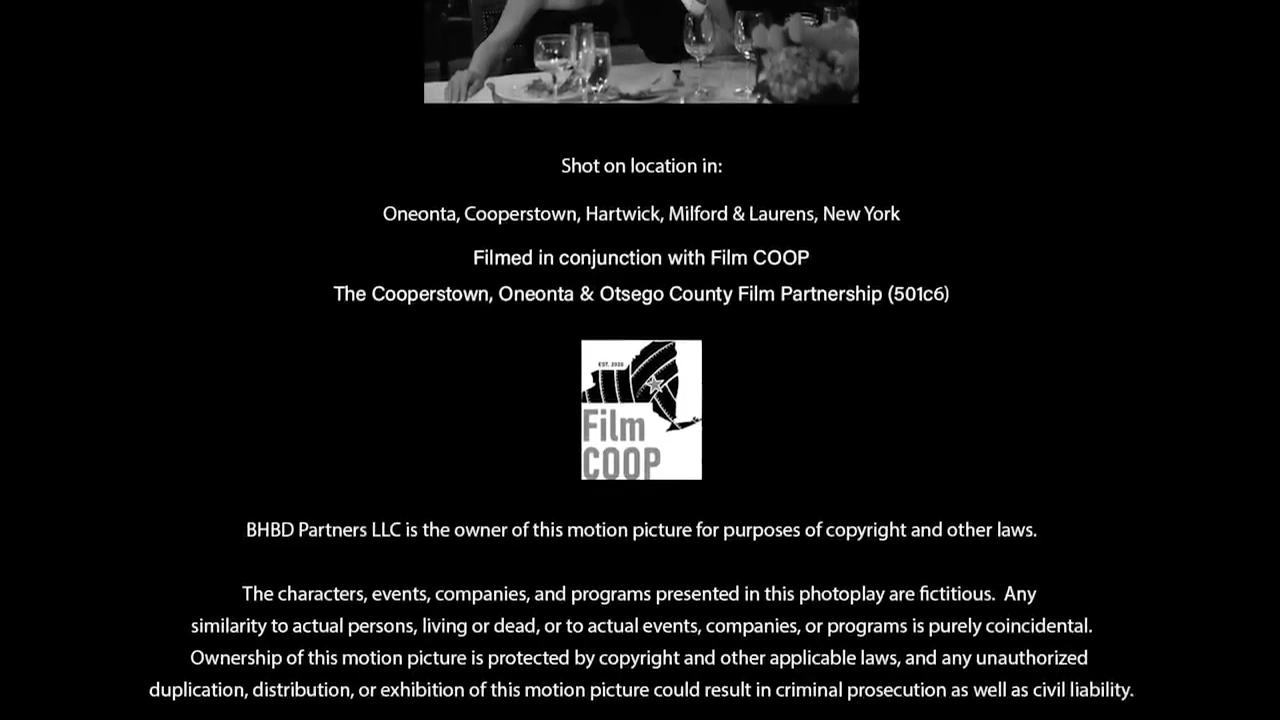 Shot on location in:
Oneonta, Cooperstown, Hartwick, Milford & Laurens, New York
Filmed in conjunction with Film COOP
The Cooperstown, Oneonta & Otsego County Film Partnership (501c6)
EST. 2020
Film
COOP
BHBD Partners LLC is the owner of this motion picture for purposes of copyright and other laws.
The characters, events, companies, and programs presented in this photoplay are fictitious.  Any
similarity to actual persons, living or dead, or to actual events, companies, or programs is purely coincidental.
Ownership of this motion picture is protected by copyright and other applicable laws, and any unauthorized
duplication, distribution, or exhibition of this motion picture could result in criminal prosecution as well as civil liability.